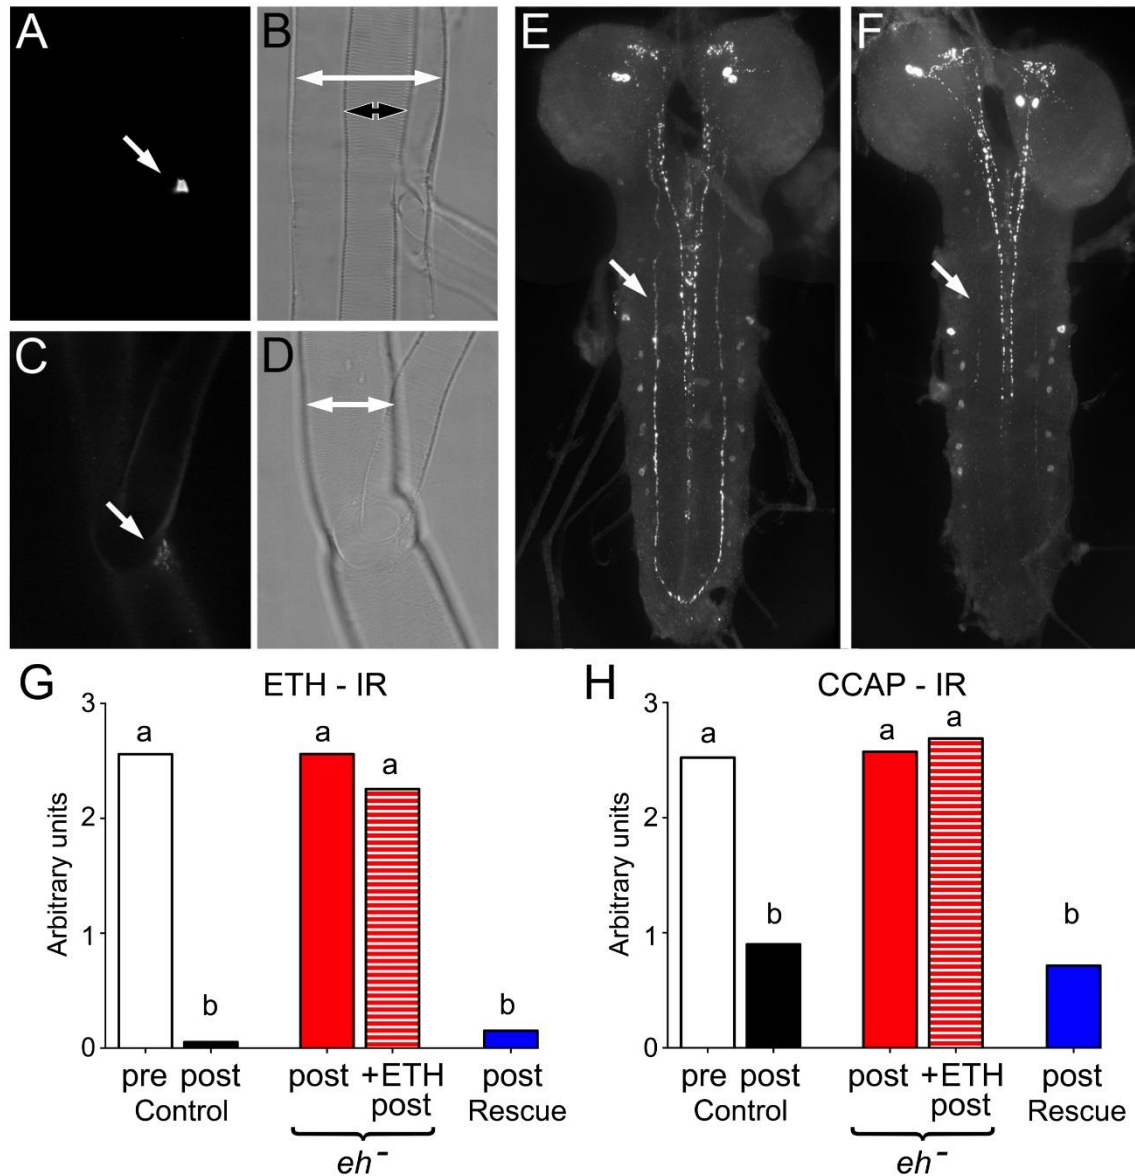 A
B
C
D
E
F
G
ETH - IR
3
2
1
0
Arbitrary units
a
b
a
a
b
pre post
Control
post +ETH
post
eh⁻
post
Rescue
H
CCAP - IR
3
2
1
0
Arbitrary units
a
b
a
a
b
pre post
Control
post +ETH
post
eh⁻
post
Rescue